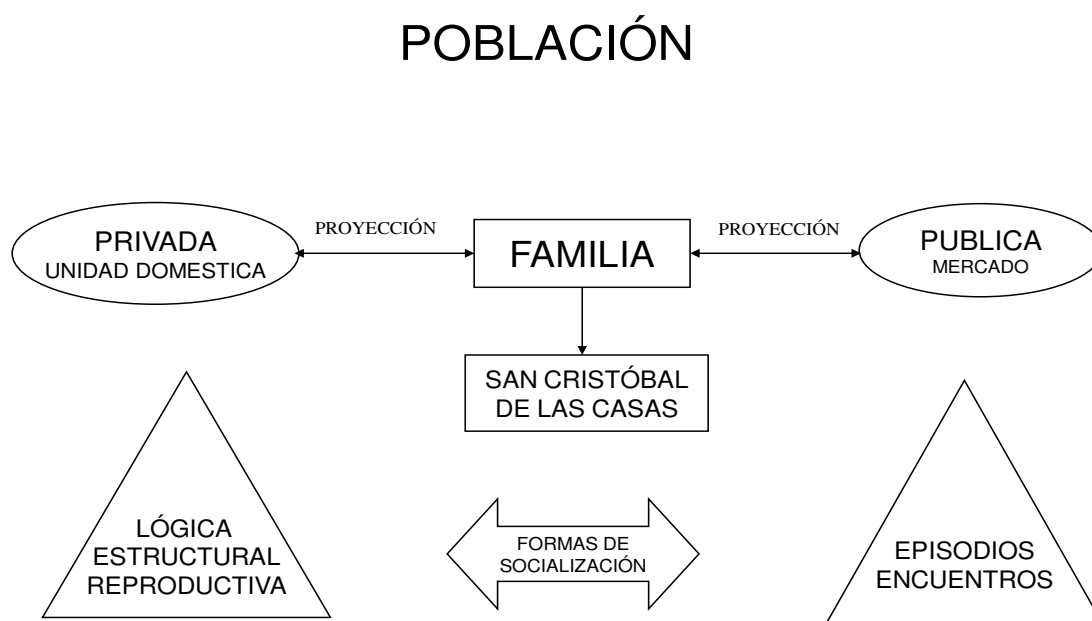 POBLACIÓN
PRIVADA
UNIDAD DOMESTICA
PROYECCIÓN
FAMILIA
PROYECCIÓN
PUBLICA
MERCADO
SAN CRISTÓBAL
DE LAS CASAS
LÓGICA
ESTRUCTURAL
REPRODUCTIVA
FORMAS DE
SOCIALIZACIÓN
EPISODIOS
ENCUENTROS